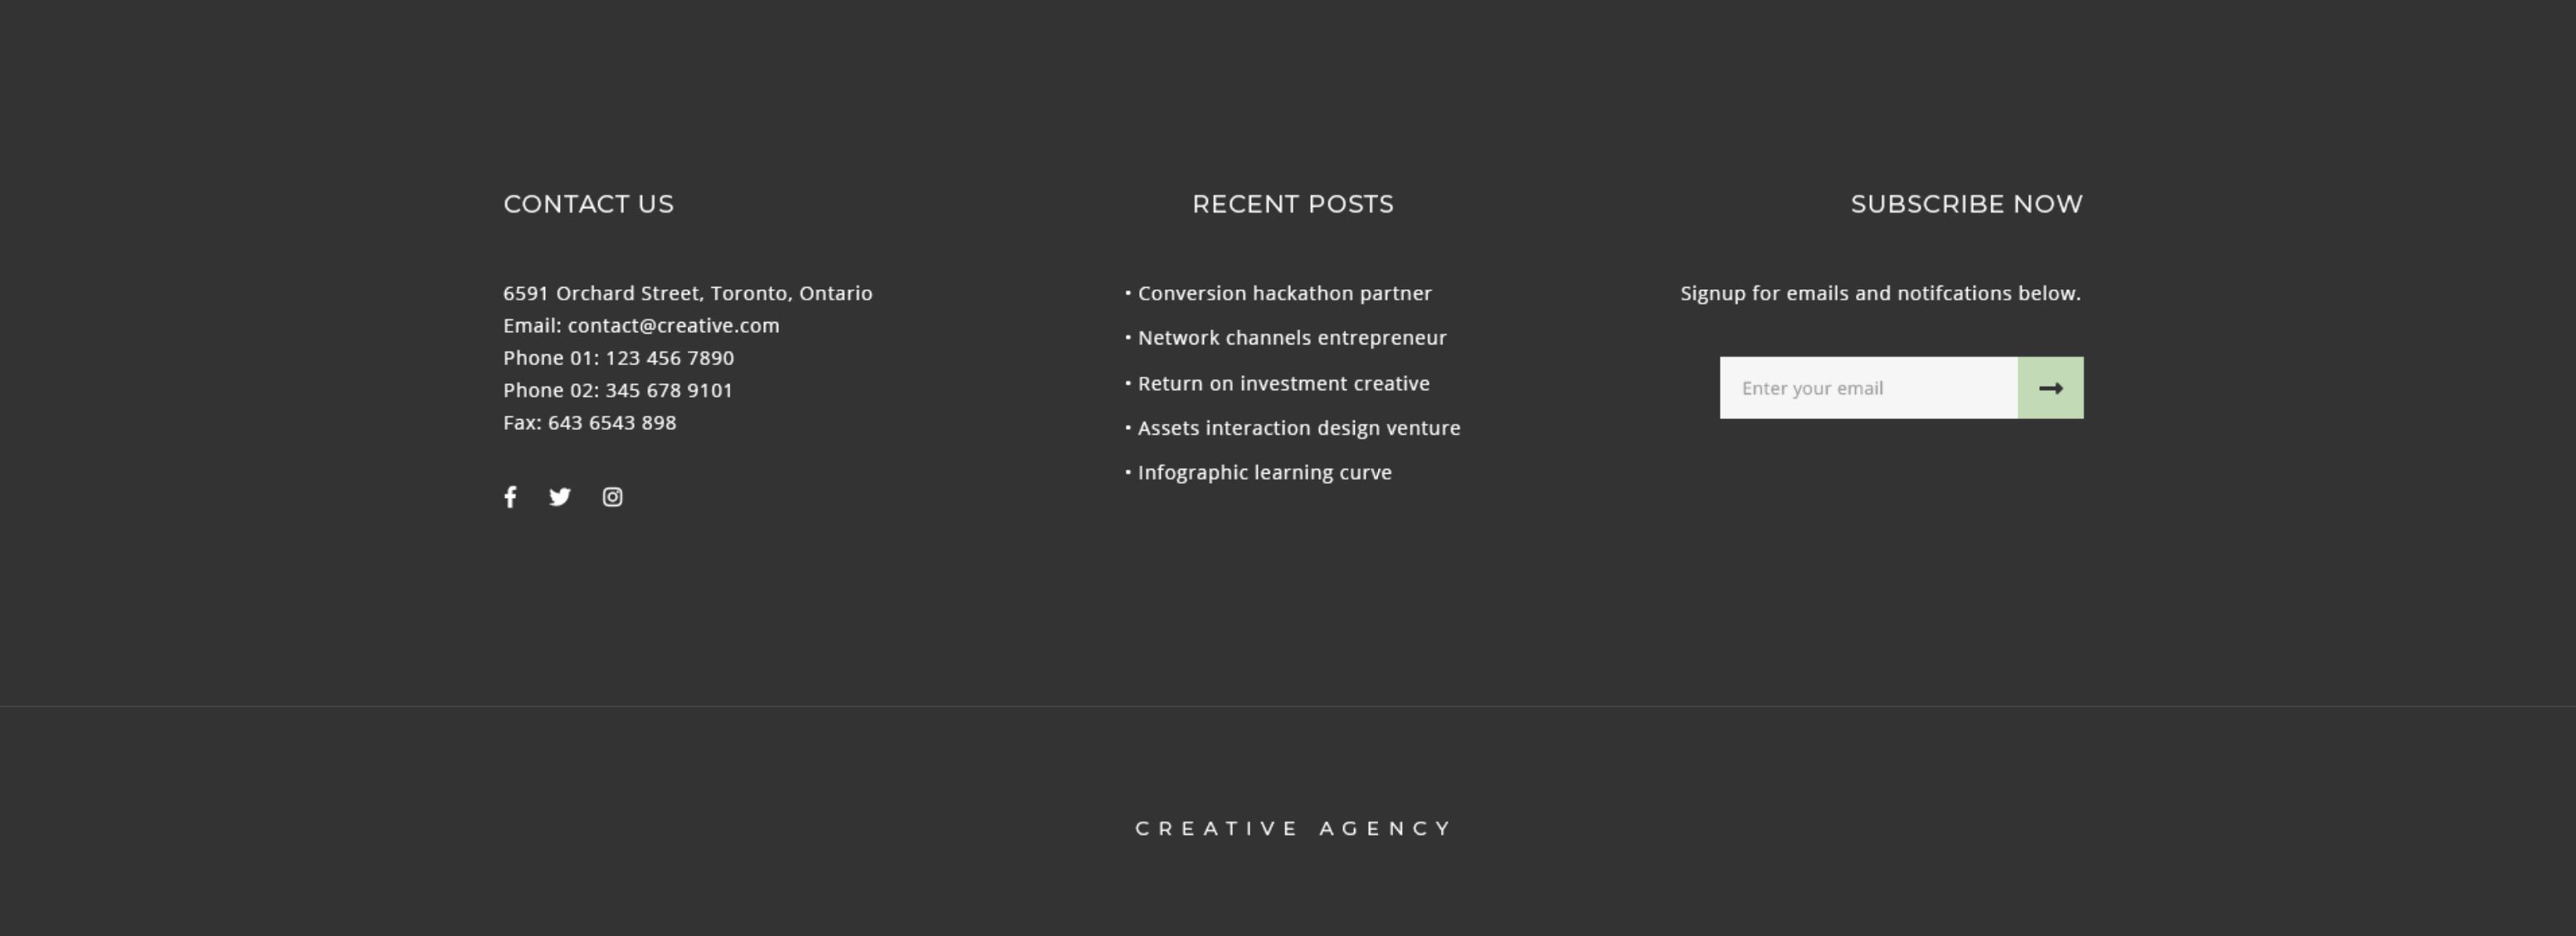 CONTACT US
6591 Orchard Street, Toronto, Ontario
Email: contact@creative.com
Phone 01: 123 456 7890
Phone 02: 345 678 9101
Fax: 643 6543 898
RECENT POSTS
• Conversion hackathon partner
• Network channels entrepreneur
• Return on investment creative
• Assets interaction design venture
• Infographic learning curve
SUBSCRIBE NOW
Signup for emails and notifcations below.
Enter your email
CREATIVE AGENCY